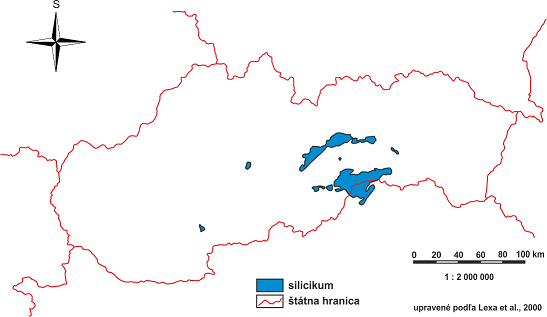 S
0 20 40 60 80 100 km
1 : 2 000 000
silicikum
štátna hranica
upravené podľa Lexa et al., 2000